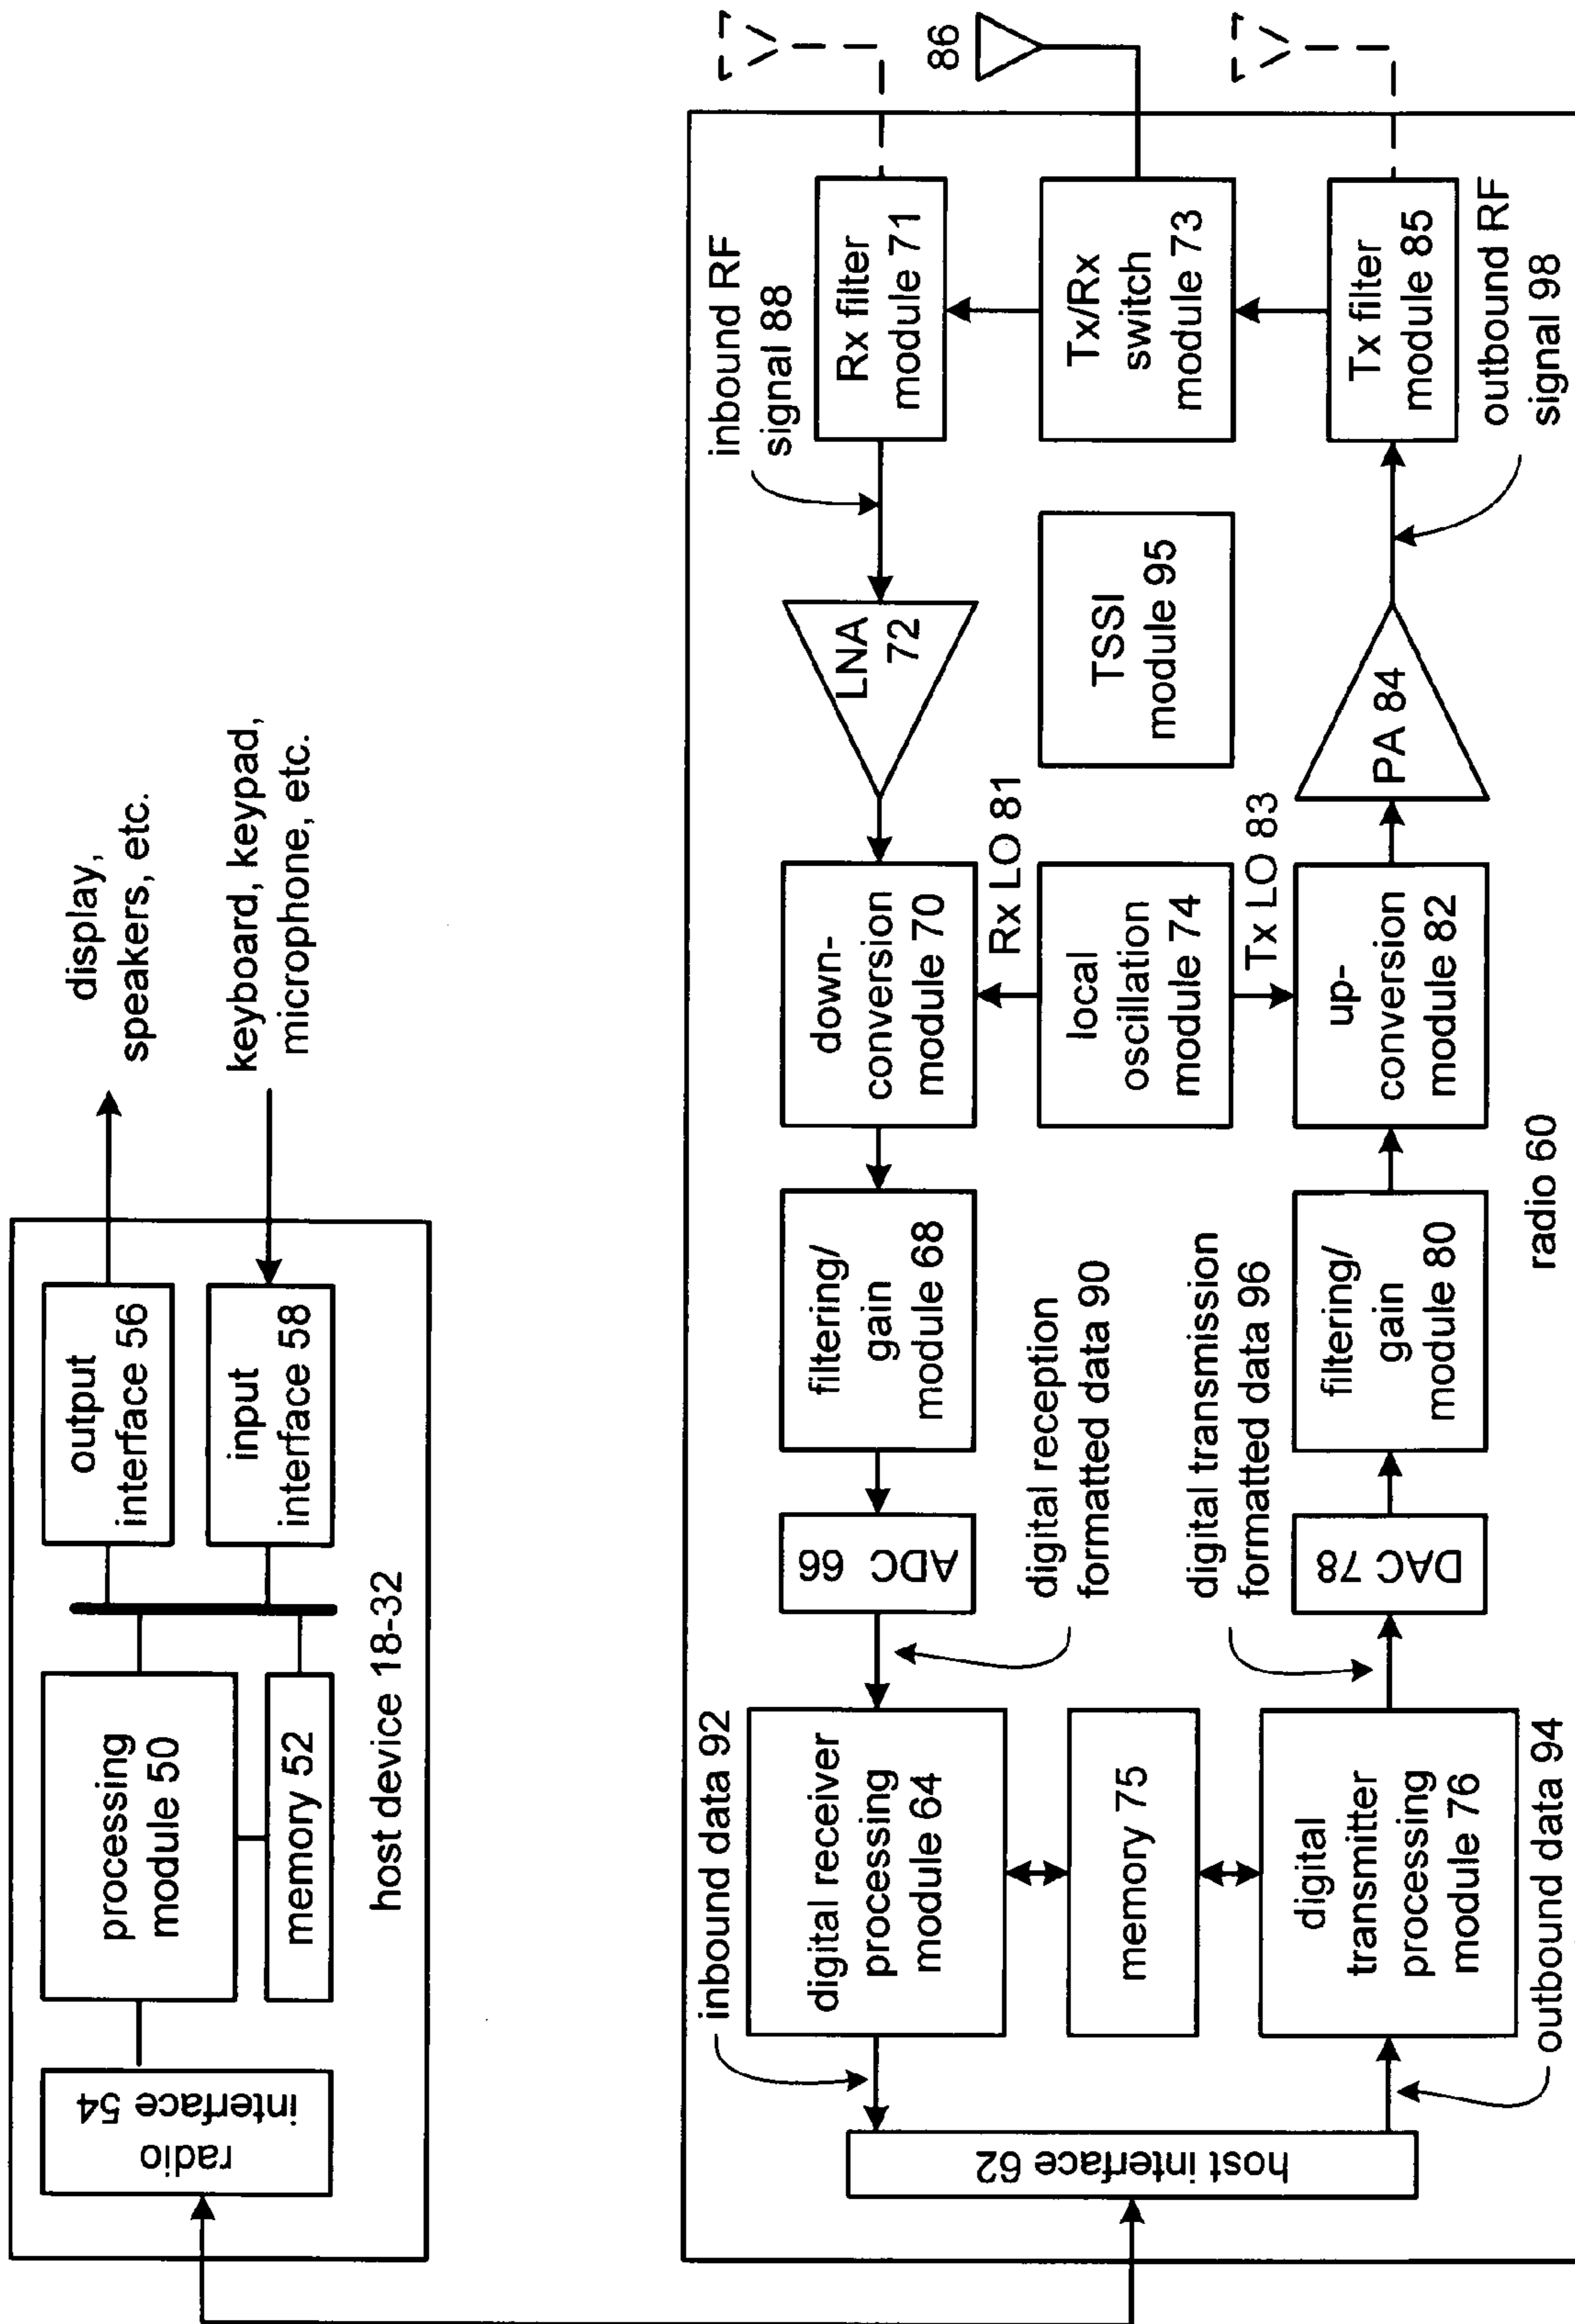 display,
speakers, etc.
keyboard, keypad,
microphone, etc.
output
interface 56
input
interface 58
processing
module 50
memory 52
radio
interface 54
host device 18-32
86
Rx filter
module 71
Tx/Rx
switch
module 73
Tx filter
module 85
inbound RF
signal 88
outbound RF
signal 98
LNA
72
TSSI
module 95
PA 84
down-
conversion
module 70
Rx LO 81
local
oscillation
module 74
Tx LO 83
up-
conversion
module 82
filtering/
gain
module 68
filtering/
gain
module 80
radio 60
ADC 66
digital reception
formatted data 90
digital transmission
formatted data 96
DAC 78
inbound data 92
digital receiver
processing
module 64
memory 75
digital
transmitter
processing
module 76
outbound data 94
host interface 62